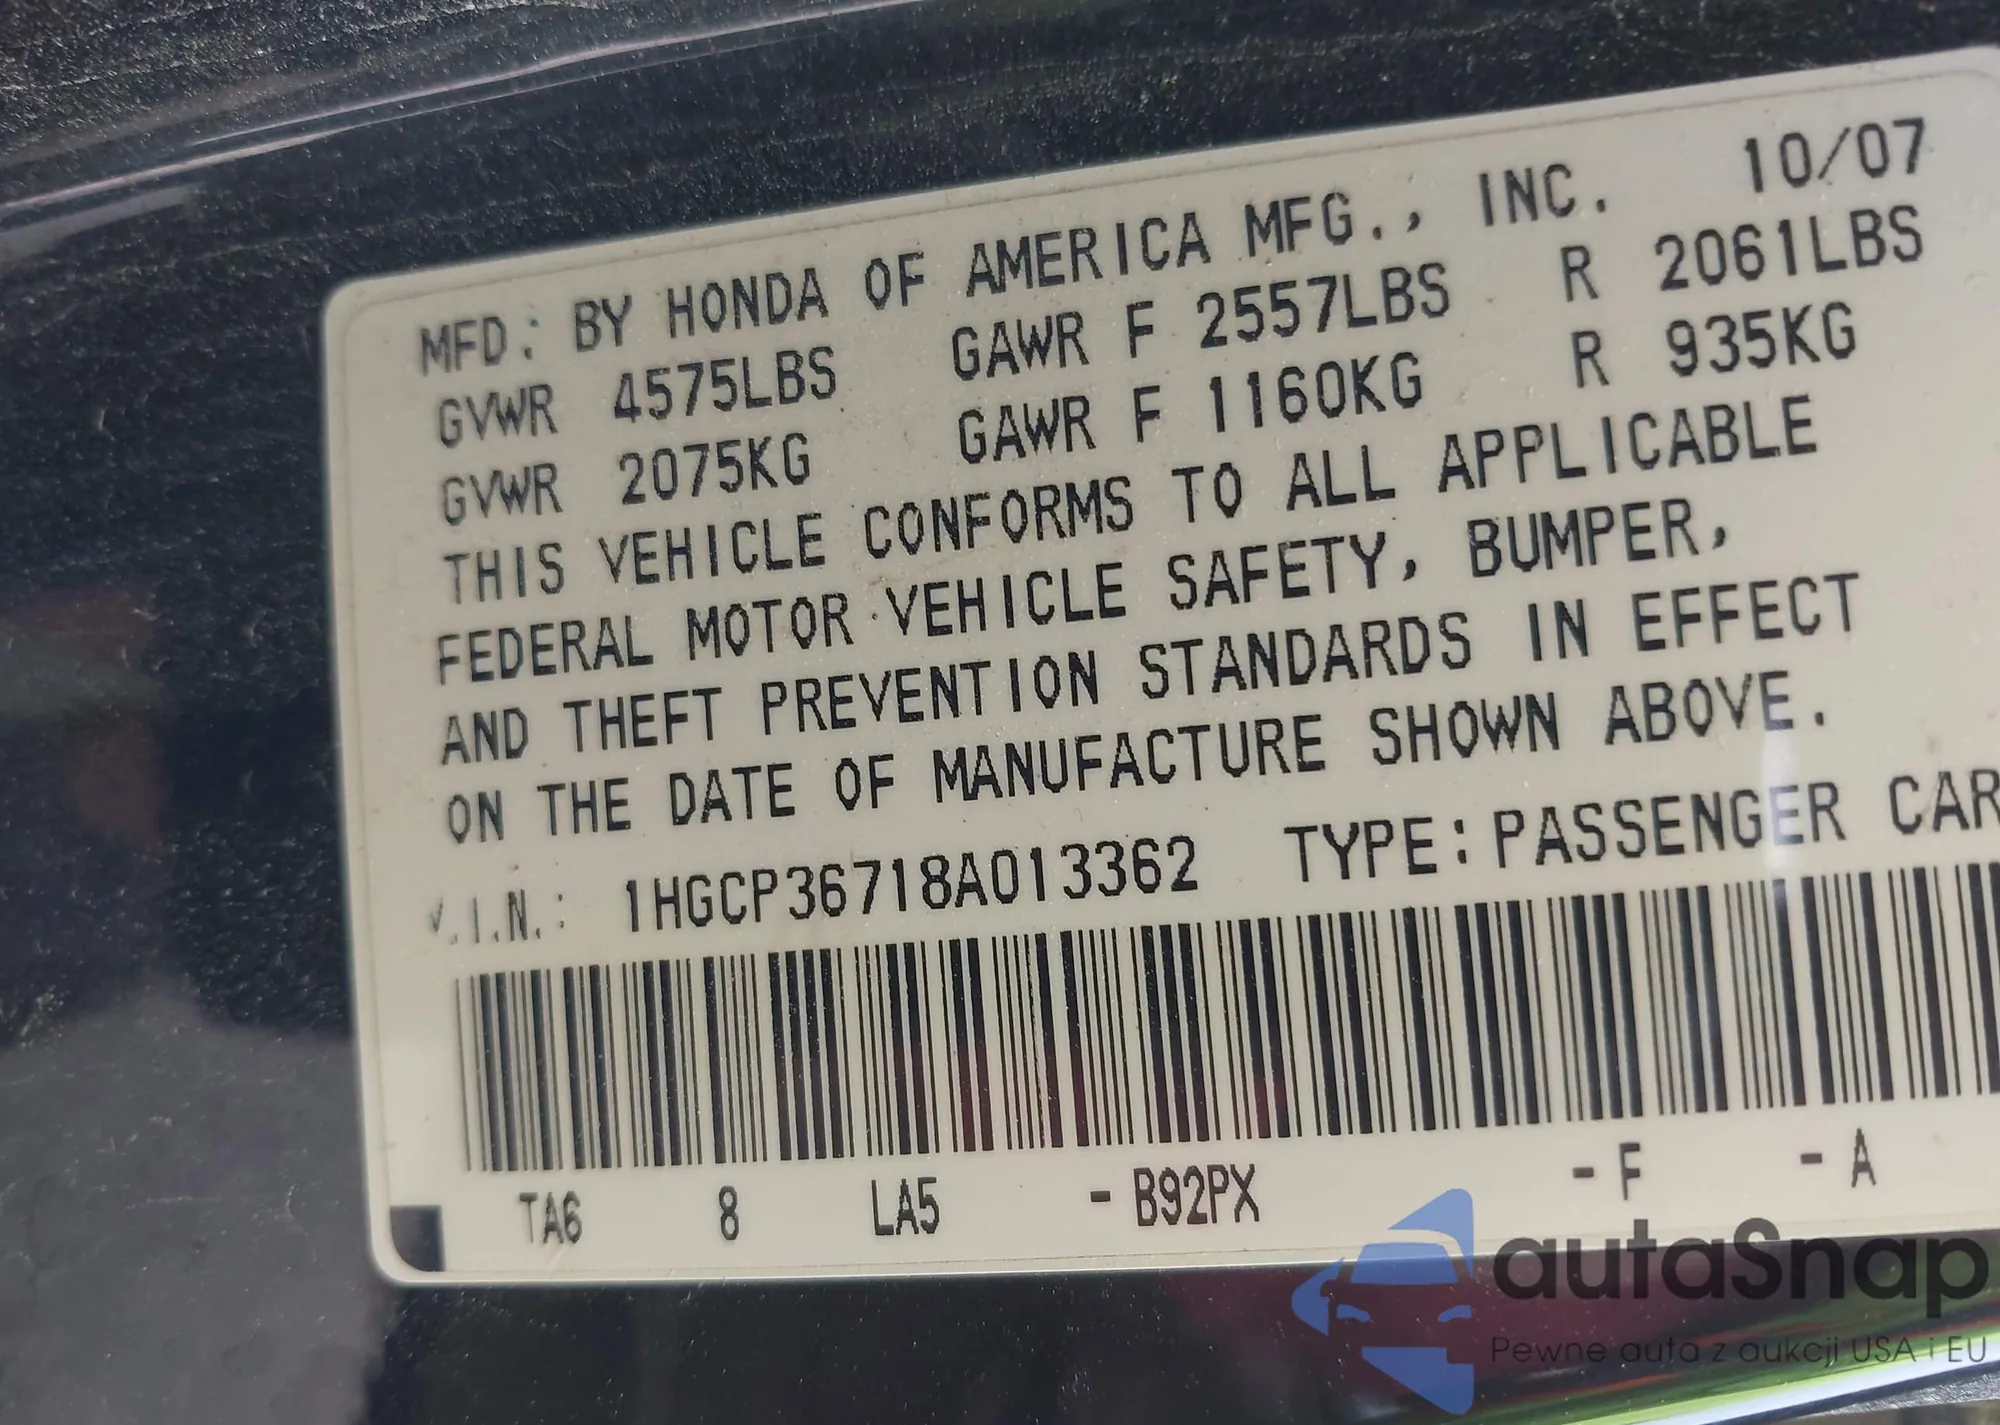 MFD: BY HONDA OF AMERICA MFG., INC. 10/07
GVWR 4575LBS GAWR F 2557LBS R 2061LBS
GVWR 2075KG GAWR F 1160KG R 935KG
THIS VEHICLE CONFORMS TO ALL APPLICABLE
FEDERAL MOTOR VEHICLE SAFETY, BUMPER,
AND THEFT PREVENTION STANDARDS IN EFFECT
ON THE DATE OF MANUFACTURE SHOWN ABOVE.
V.I.N.: 1HGCP36718A013362 TYPE:PASSENGER CAR
TA6 8 LA5 - B92PX - F - A
autaSnap
Pewne auta z aukcji USA i EU